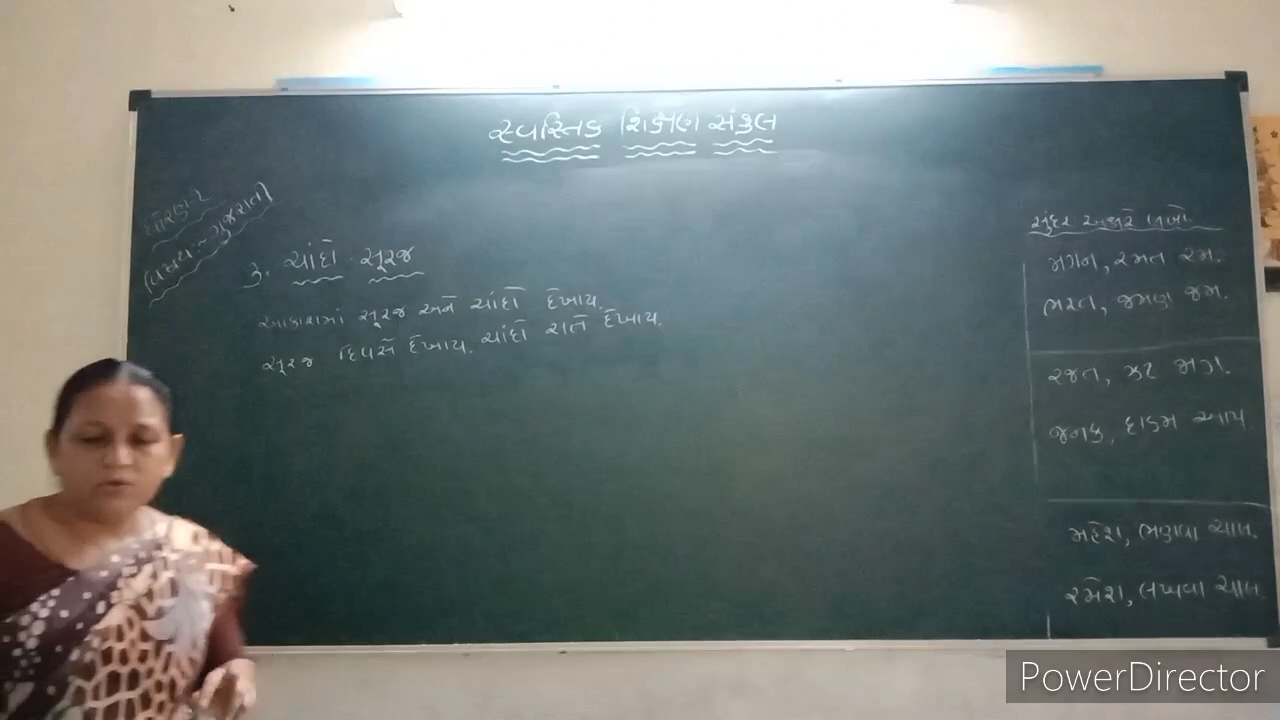 સ્વસ્તિક શિક્ષણ સંકુલ
ધોરણ-૨
વિષય:- ગુજરાતી
૩. ચાંદો - સૂરજ
આકાશમાં સૂરજ અને ચાંદો દેખાય.
સૂરજ દિવસે દેખાય. ચાંદો રાતે દેખાય.
સુંદર અક્ષરે લખો.
મગન, રમત રમ.
ભરત, જમણ જમ.
રજત, ઝટ ભાગ.
જનક, દાડમ આપ.
મહેશ, ભણવા ચાલ.
રમેશ, લખવા ચાલ.
PowerDirector